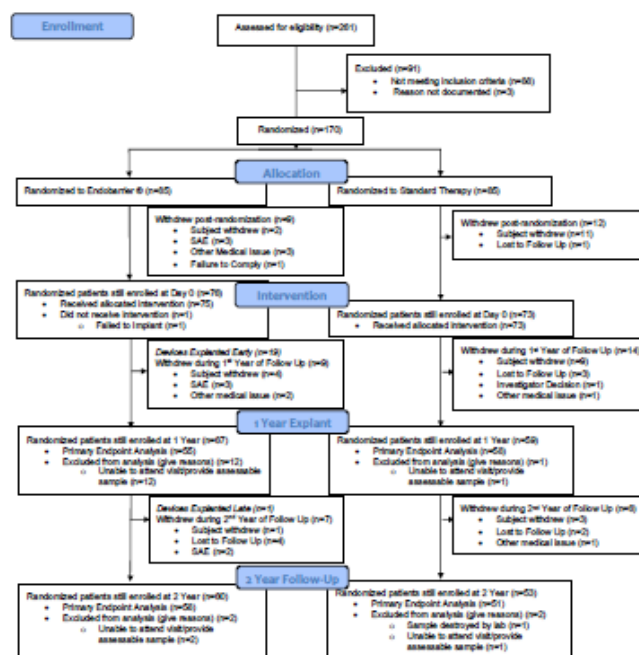 Enrollment
Assessed for eligibility (n=261)
Excluded (n=91)
• Not meeting inclusion criteria (n=88)
• Reason not documented (n=3)
Randomized (n=170)
Allocation
Randomized to Endobarrier ® (n=85)
Randomized to Standard Therapy (n=85)
Withdrew post-randomization (n=9)
• Subject withdrew (n=2)
• SAE (n=3)
• Other Medical Issue (n=3)
• Failure to Comply (n=1)
Withdrew post-randomization (n=12)
• Subject withdrew (n=11)
• Lost to Follow Up (n=1)
Intervention
Randomized patients still enrolled at Day 0 (n=76)
• Received allocated intervention (n=75)
• Did not receive intervention (n=1)
o Failed to Implant (n=1)
Randomized patients still enrolled at Day 0 (n=73)
• Received allocated intervention (n=73)
Devices Explanted Early (n=19)
Withdrew during 1st Year of Follow Up (n=9)
• Subject withdrew (n=4)
• SAE (n=3)
• Other medical issue (n=2)
Withdrew during 1st Year of Follow Up (n=14)
• Subject withdrew (n=9)
• Lost to Follow Up (n=3)
• Investigator Decision (n=1)
• Other medical issue (n=1)
1 Year Explant
Randomized patients still enrolled at 1 Year (n=67)
• Primary Endpoint Analysis (n=55)
• Excluded from analysis (give reasons) (n=12)
o Unable to attend visit/provide
assessable sample (n=12)
Randomized patients still enrolled at 1 Year (n=59)
• Primary Endpoint Analysis (n=58)
• Excluded from analysis (give reasons) (n=1)
o Unable to attend visit/provide
assessable sample (n=1)
Devices Explanted Late (n=1)
Withdrew during 2nd Year of Follow Up (n=7)
• Subject withdrew (n=1)
• Lost to Follow Up (n=4)
• SAE (n=2)
Withdrew during 2nd Year of Follow Up (n=6)
• Subject withdrew (n=3)
• Lost to Follow Up (n=2)
• Other medical issue (n=1)
2 Year Follow-Up
Randomized patients still enrolled at 2 Year (n=60)
• Primary Endpoint Analysis
• Excluded from analysis (give reasons) (n=2)
o Unable to attend visit/provide
assessable sample (n=2)
Randomized patients still enrolled at 2 Year (n=53)
• Primary Endpoint Analysis (n=51)
• Excluded from analysis (give reasons) (n=2)
o Sample destroyed by lab (n=1)
o Unable to attend visit/provide
assessable sample (n=1)